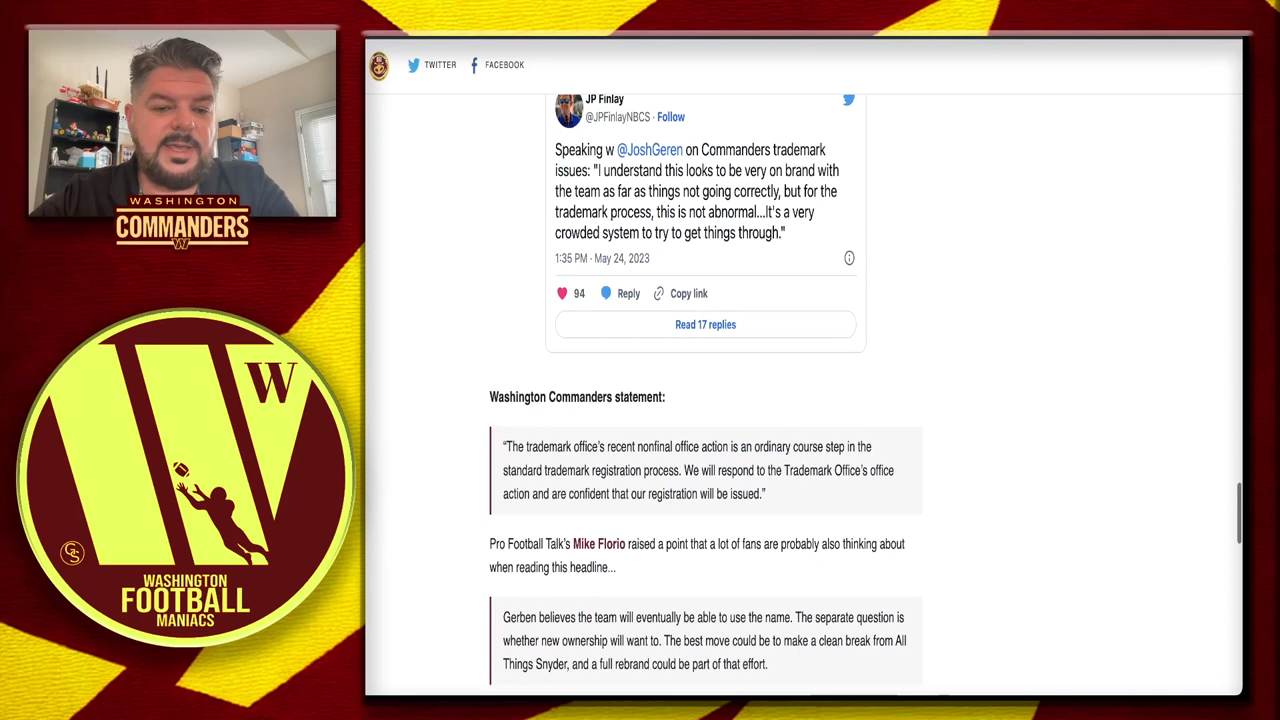 WASHINGTON
COMMANDERS
W
W
WASHINGTON
FOOTBALL
MANIACS
TWITTER
FACEBOOK
JP Finlay
@JPFinlayNBCS · Follow
Speaking w @JoshGeren on Commanders trademark
issues: "I understand this looks to be very on brand with
the team as far as things not going correctly, but for the
trademark process, this is not abnormal...It's a very
crowded system to try to get things through."
1:35 PM · May 24, 2023
94 Reply Copy link
Read 17 replies
Washington Commanders statement:
“The trademark office’s recent nonfinal office action is an ordinary course step in the
standard trademark registration process. We will respond to the Trademark Office’s office
action and are confident that our registration will be issued.”
Pro Football Talk's Mike Florio raised a point that a lot of fans are probably also thinking about
when reading this headline...
Gerben believes the team will eventually be able to use the name. The separate question is
whether new ownership will want to. The best move could be to make a clean break from All
Things Snyder, and a full rebrand could be part of that effort.